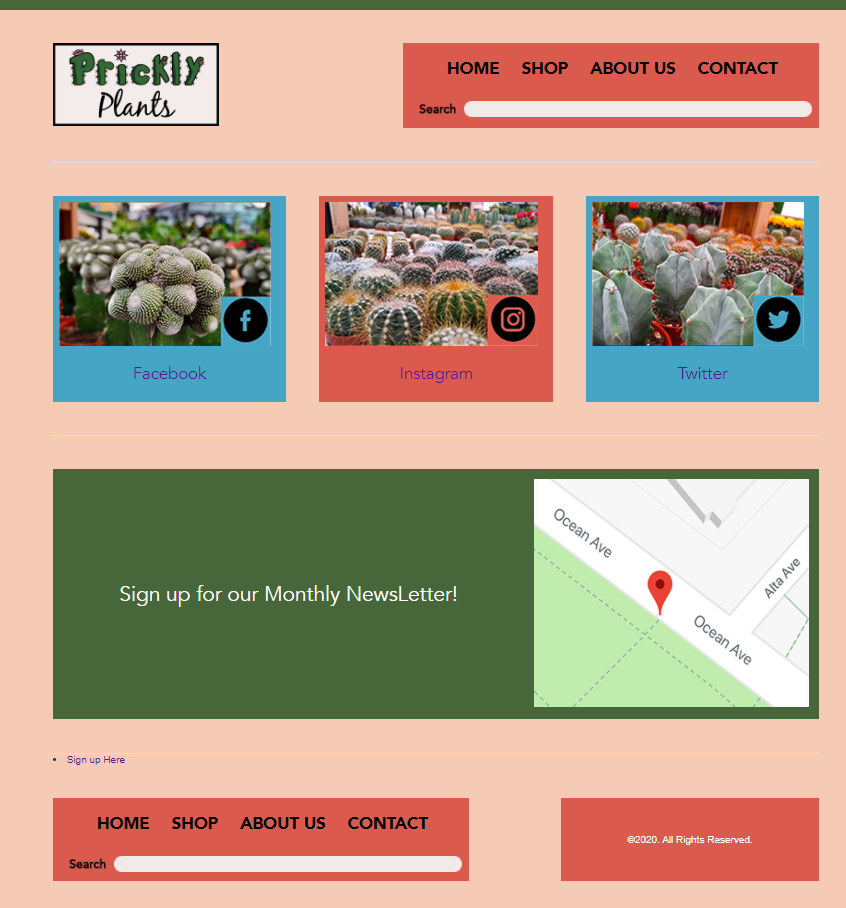 Prickly
Plants
HOME SHOP ABOUT US CONTACT
Search
Facebook Instagram Twitter
Sign up for our Monthly NewsLetter!
Ocean Ave
Alta Ave
Ocean Ave
Sign up Here
HOME SHOP ABOUT US CONTACT
Search
©2020. All Rights Reserved.